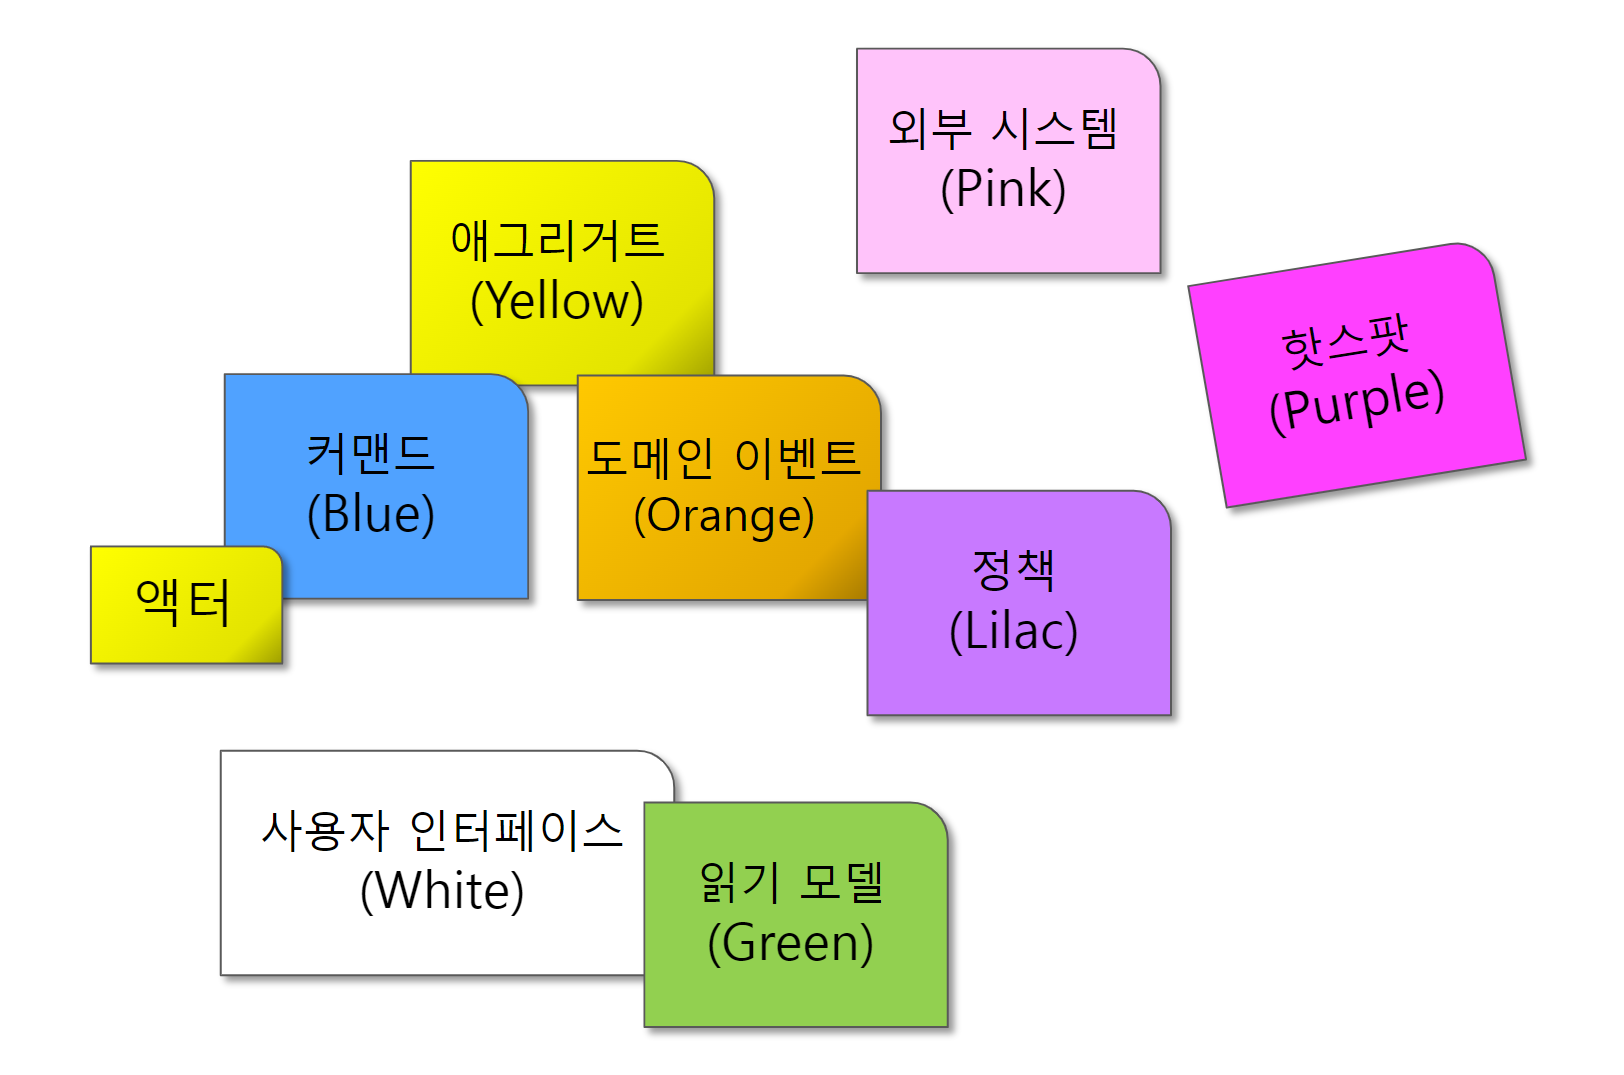 외부 시스템
(Pink)
애그리거트
(Yellow)
핫스팟
(Purple)
커맨드
(Blue)
도메인 이벤트
(Orange)
액터
정책
(Lilac)
사용자 인터페이스
(White)
읽기 모델
(Green)